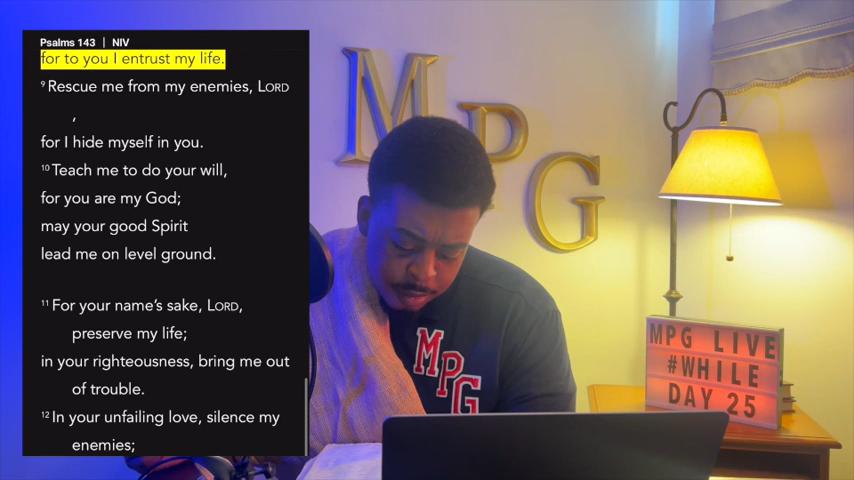 Psalms 143 | NIV
for to you I entrust my life.
9 Rescue me from my enemies, LORD
,
for I hide myself in you.
10 Teach me to do your will,
for you are my God;
may your good Spirit
lead me on level ground.
11 For your name’s sake, LORD,
preserve my life;
in your righteousness, bring me out
of trouble.
12 In your unfailing love, silence my
enemies;
MPG
MPG
MPG LIVE
#WHILE
DAY 25